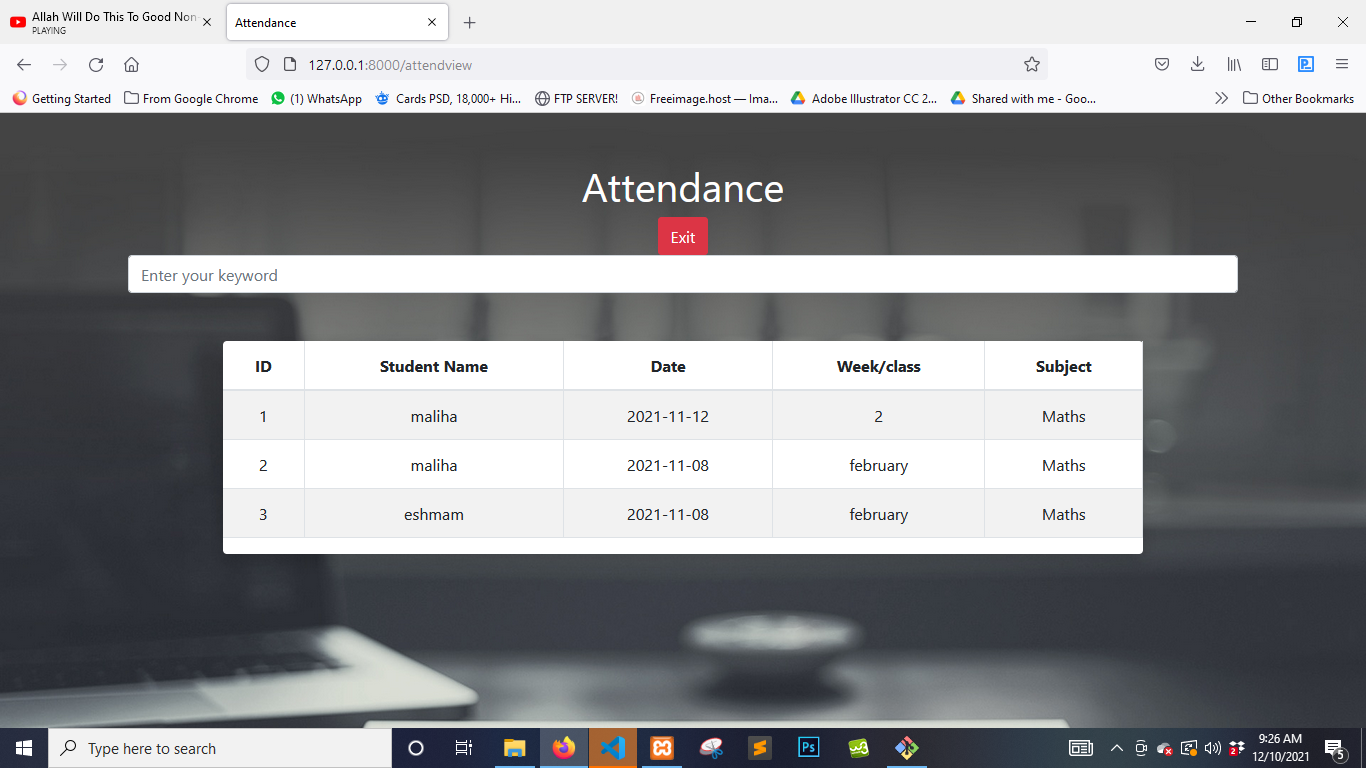 Allah Will Do This To Good Non-
PLAYING
Attendance
127.0.0.1:8000/attendview
Getting Started From Google Chrome (1) WhatsApp Cards PSD, 18,000+ Hi... FTP SERVER! Freeimage.host — Ima... Adobe Illustrator CC 2... Shared with me - Goo... Other Bookmarks
Attendance
Exit
Enter your keyword
ID Student Name Date Week/class Subject
1 maliha 2021-11-12 2 Maths
2 maliha 2021-11-08 february Maths
3 eshmam 2021-11-08 february Maths
Type here to search
Ps
2
9:26 AM
12/10/2021
5